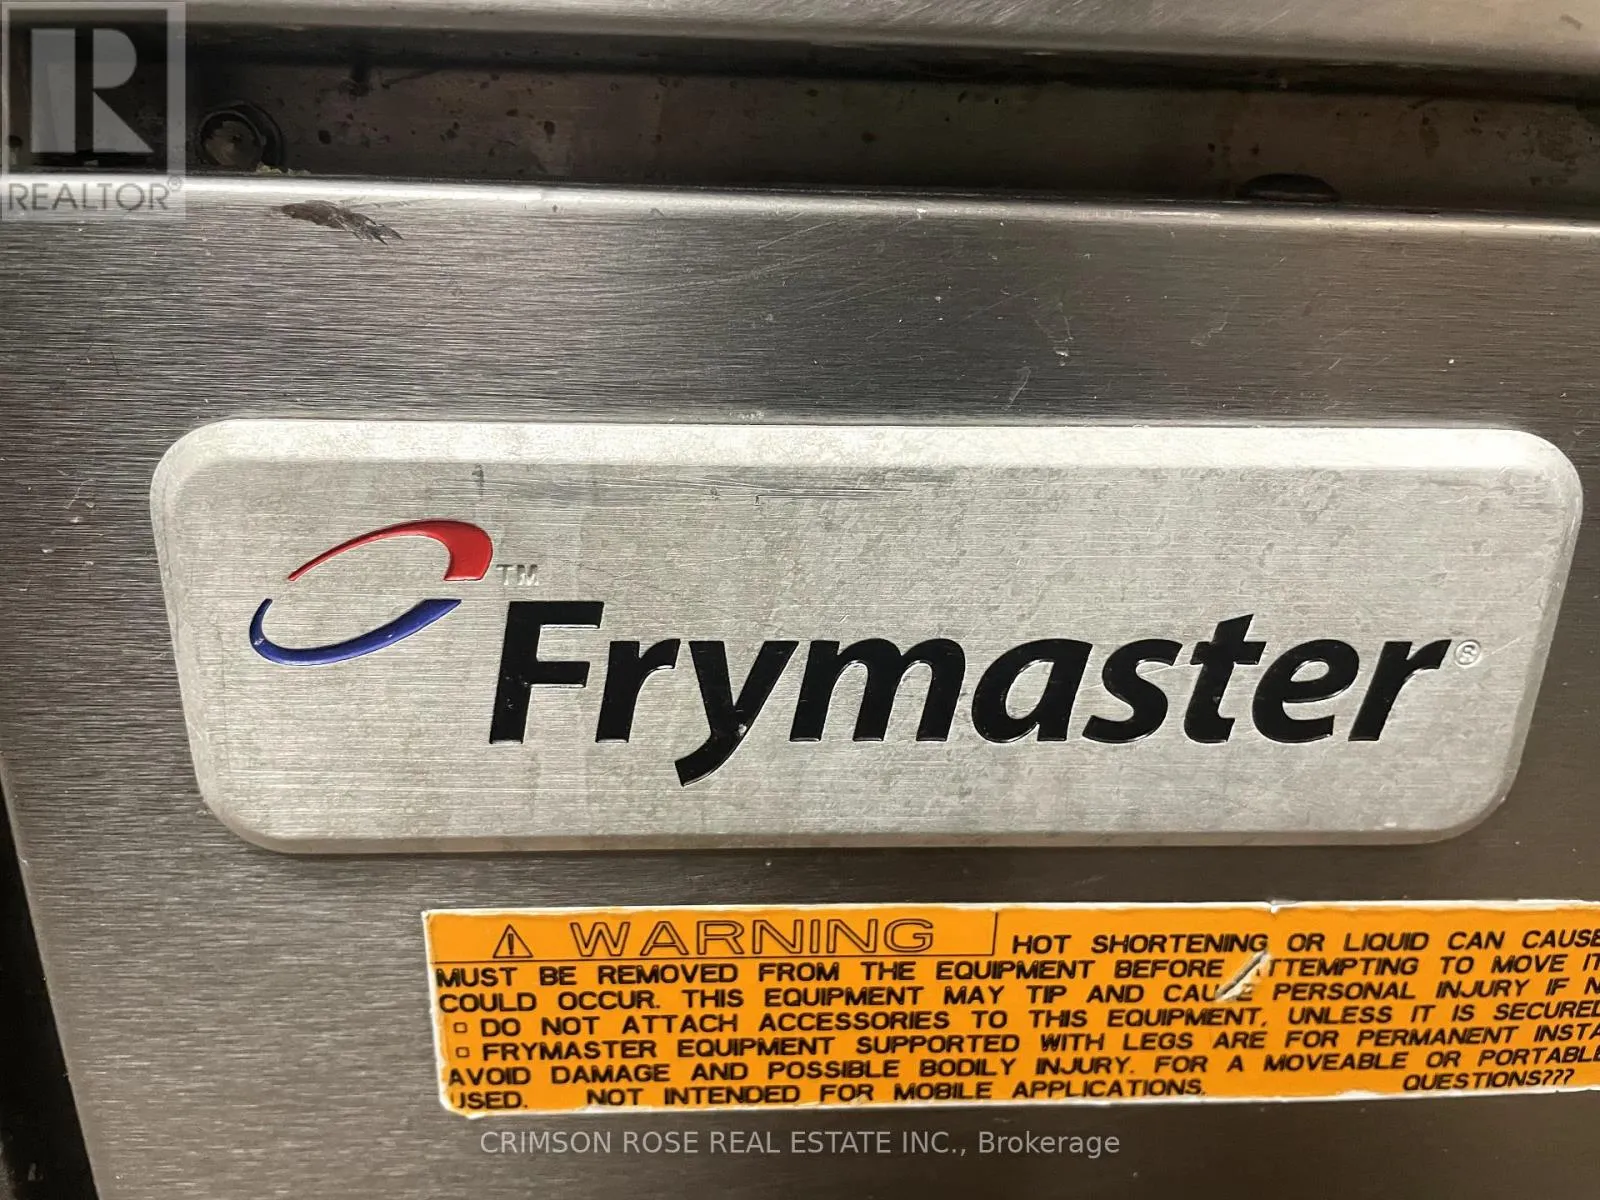 REALTOR®
TM
Frymaster®
⚠ WARNING HOT SHORTENING OR LIQUID CAN CAUSE
MUST BE REMOVED FROM THE EQUIPMENT BEFORE TTEMPTING TO MOVE IT
COULD OCCUR. THIS EQUIPMENT MAY TIP AND CAUSE PERSONAL INJURY IF N
▫ DO NOT ATTACH ACCESSORIES TO THIS EQUIPMENT, UNLESS IT IS SECURED
▫ FRYMASTER EQUIPMENT SUPPORTED WITH LEGS ARE FOR PERMANENT INSTA
AVOID DAMAGE AND POSSIBLE BODILY INJURY. FOR A MOVEABLE OR PORTABLE
USED. NOT INTENDED FOR MOBILE APPLICATIONS. QUESTIONS???
CRIMSON ROSE REAL ESTATE INC., Brokerage